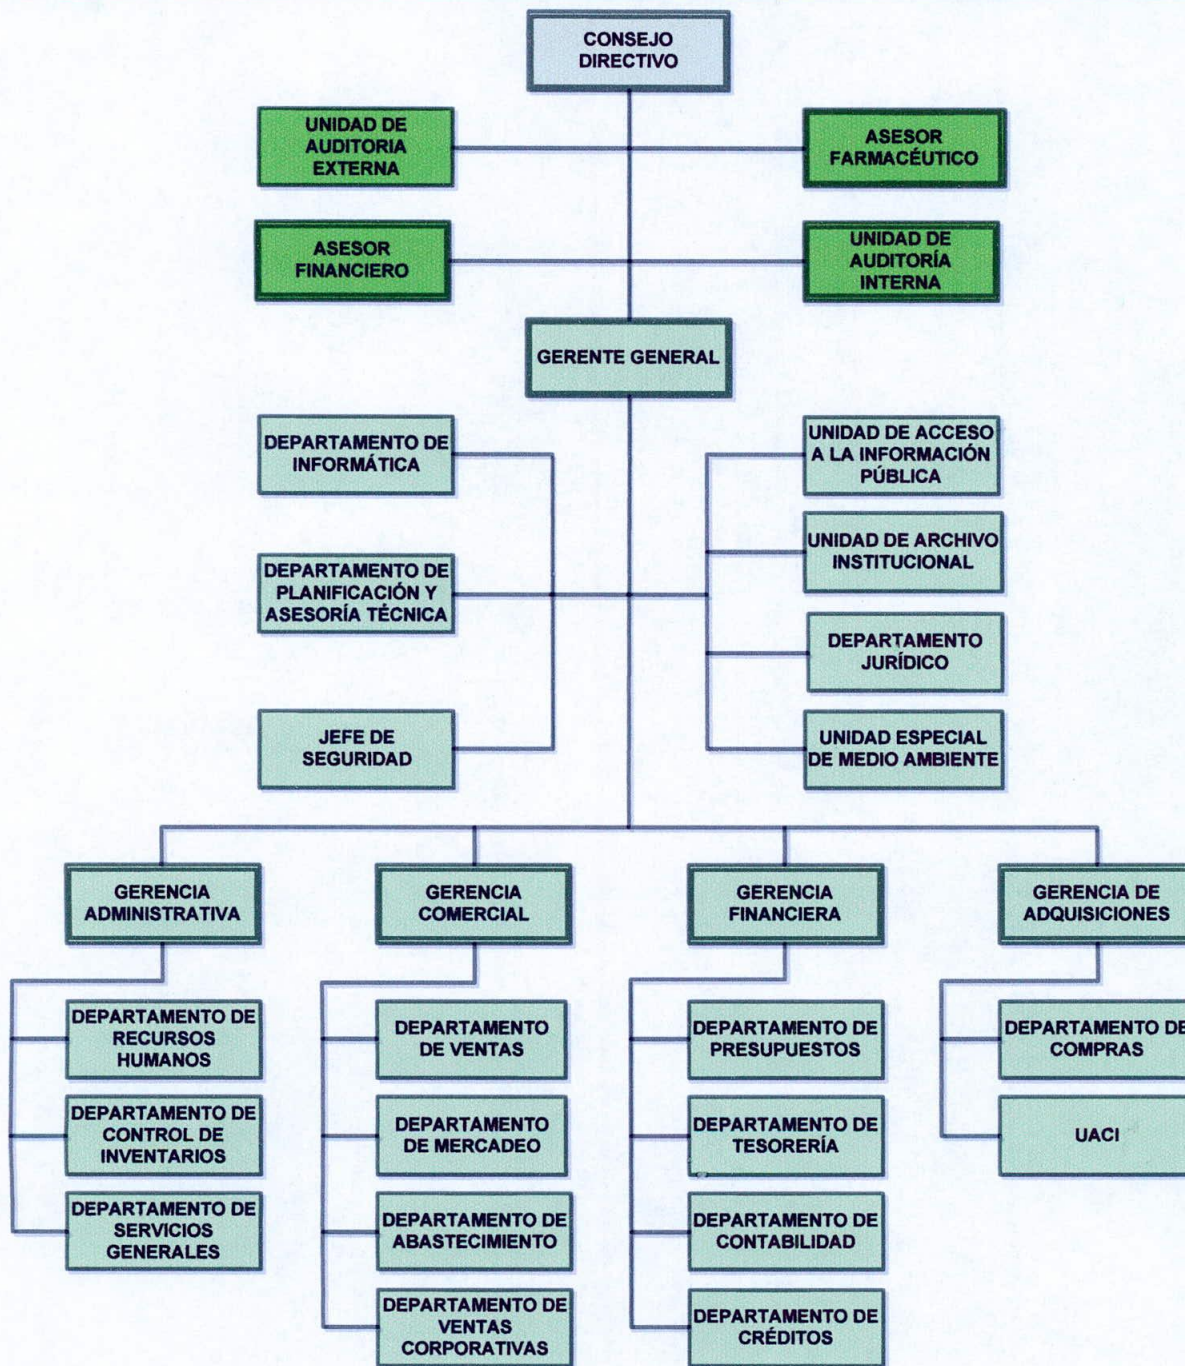 CONSEJO
DIRECTIVO
UNIDAD DE
AUDITORIA
EXTERNA
ASESOR
FARMACÉUTICO
ASESOR
FINANCIERO
UNIDAD DE
AUDITORÍA
INTERNA
GERENTE GENERAL
DEPARTAMENTO DE
INFORMÁTICA
UNIDAD DE ACCESO
A LA INFORMACIÓN
PÚBLICA
UNIDAD DE ARCHIVO
INSTITUCIONAL
DEPARTAMENTO DE
PLANIFICACIÓN Y
ASESORÍA TÉCNICA
DEPARTAMENTO
JURÍDICO
JEFE DE
SEGURIDAD
UNIDAD ESPECIAL
DE MEDIO AMBIENTE
GERENCIA
ADMINISTRATIVA
GERENCIA
COMERCIAL
GERENCIA
FINANCIERA
GERENCIA DE
ADQUISICIONES
DEPARTAMENTO DE
RECURSOS
HUMANOS
DEPARTAMENTO DE
CONTROL DE
INVENTARIOS
DEPARTAMENTO DE
SERVICIOS
GENERALES
DEPARTAMENTO
DE VENTAS
DEPARTAMENTO
DE MERCADEO
DEPARTAMENTO DE
ABASTECIMIENTO
DEPARTAMENTO DE
VENTAS
CORPORATIVAS
DEPARTAMENTO DE
PRESUPUESTOS
DEPARTAMENTO DE
TESORERÍA
DEPARTAMENTO DE
CONTABILIDAD
DEPARTAMENTO DE
CRÉDITOS
DEPARTAMENTO DE
COMPRAS
UACI